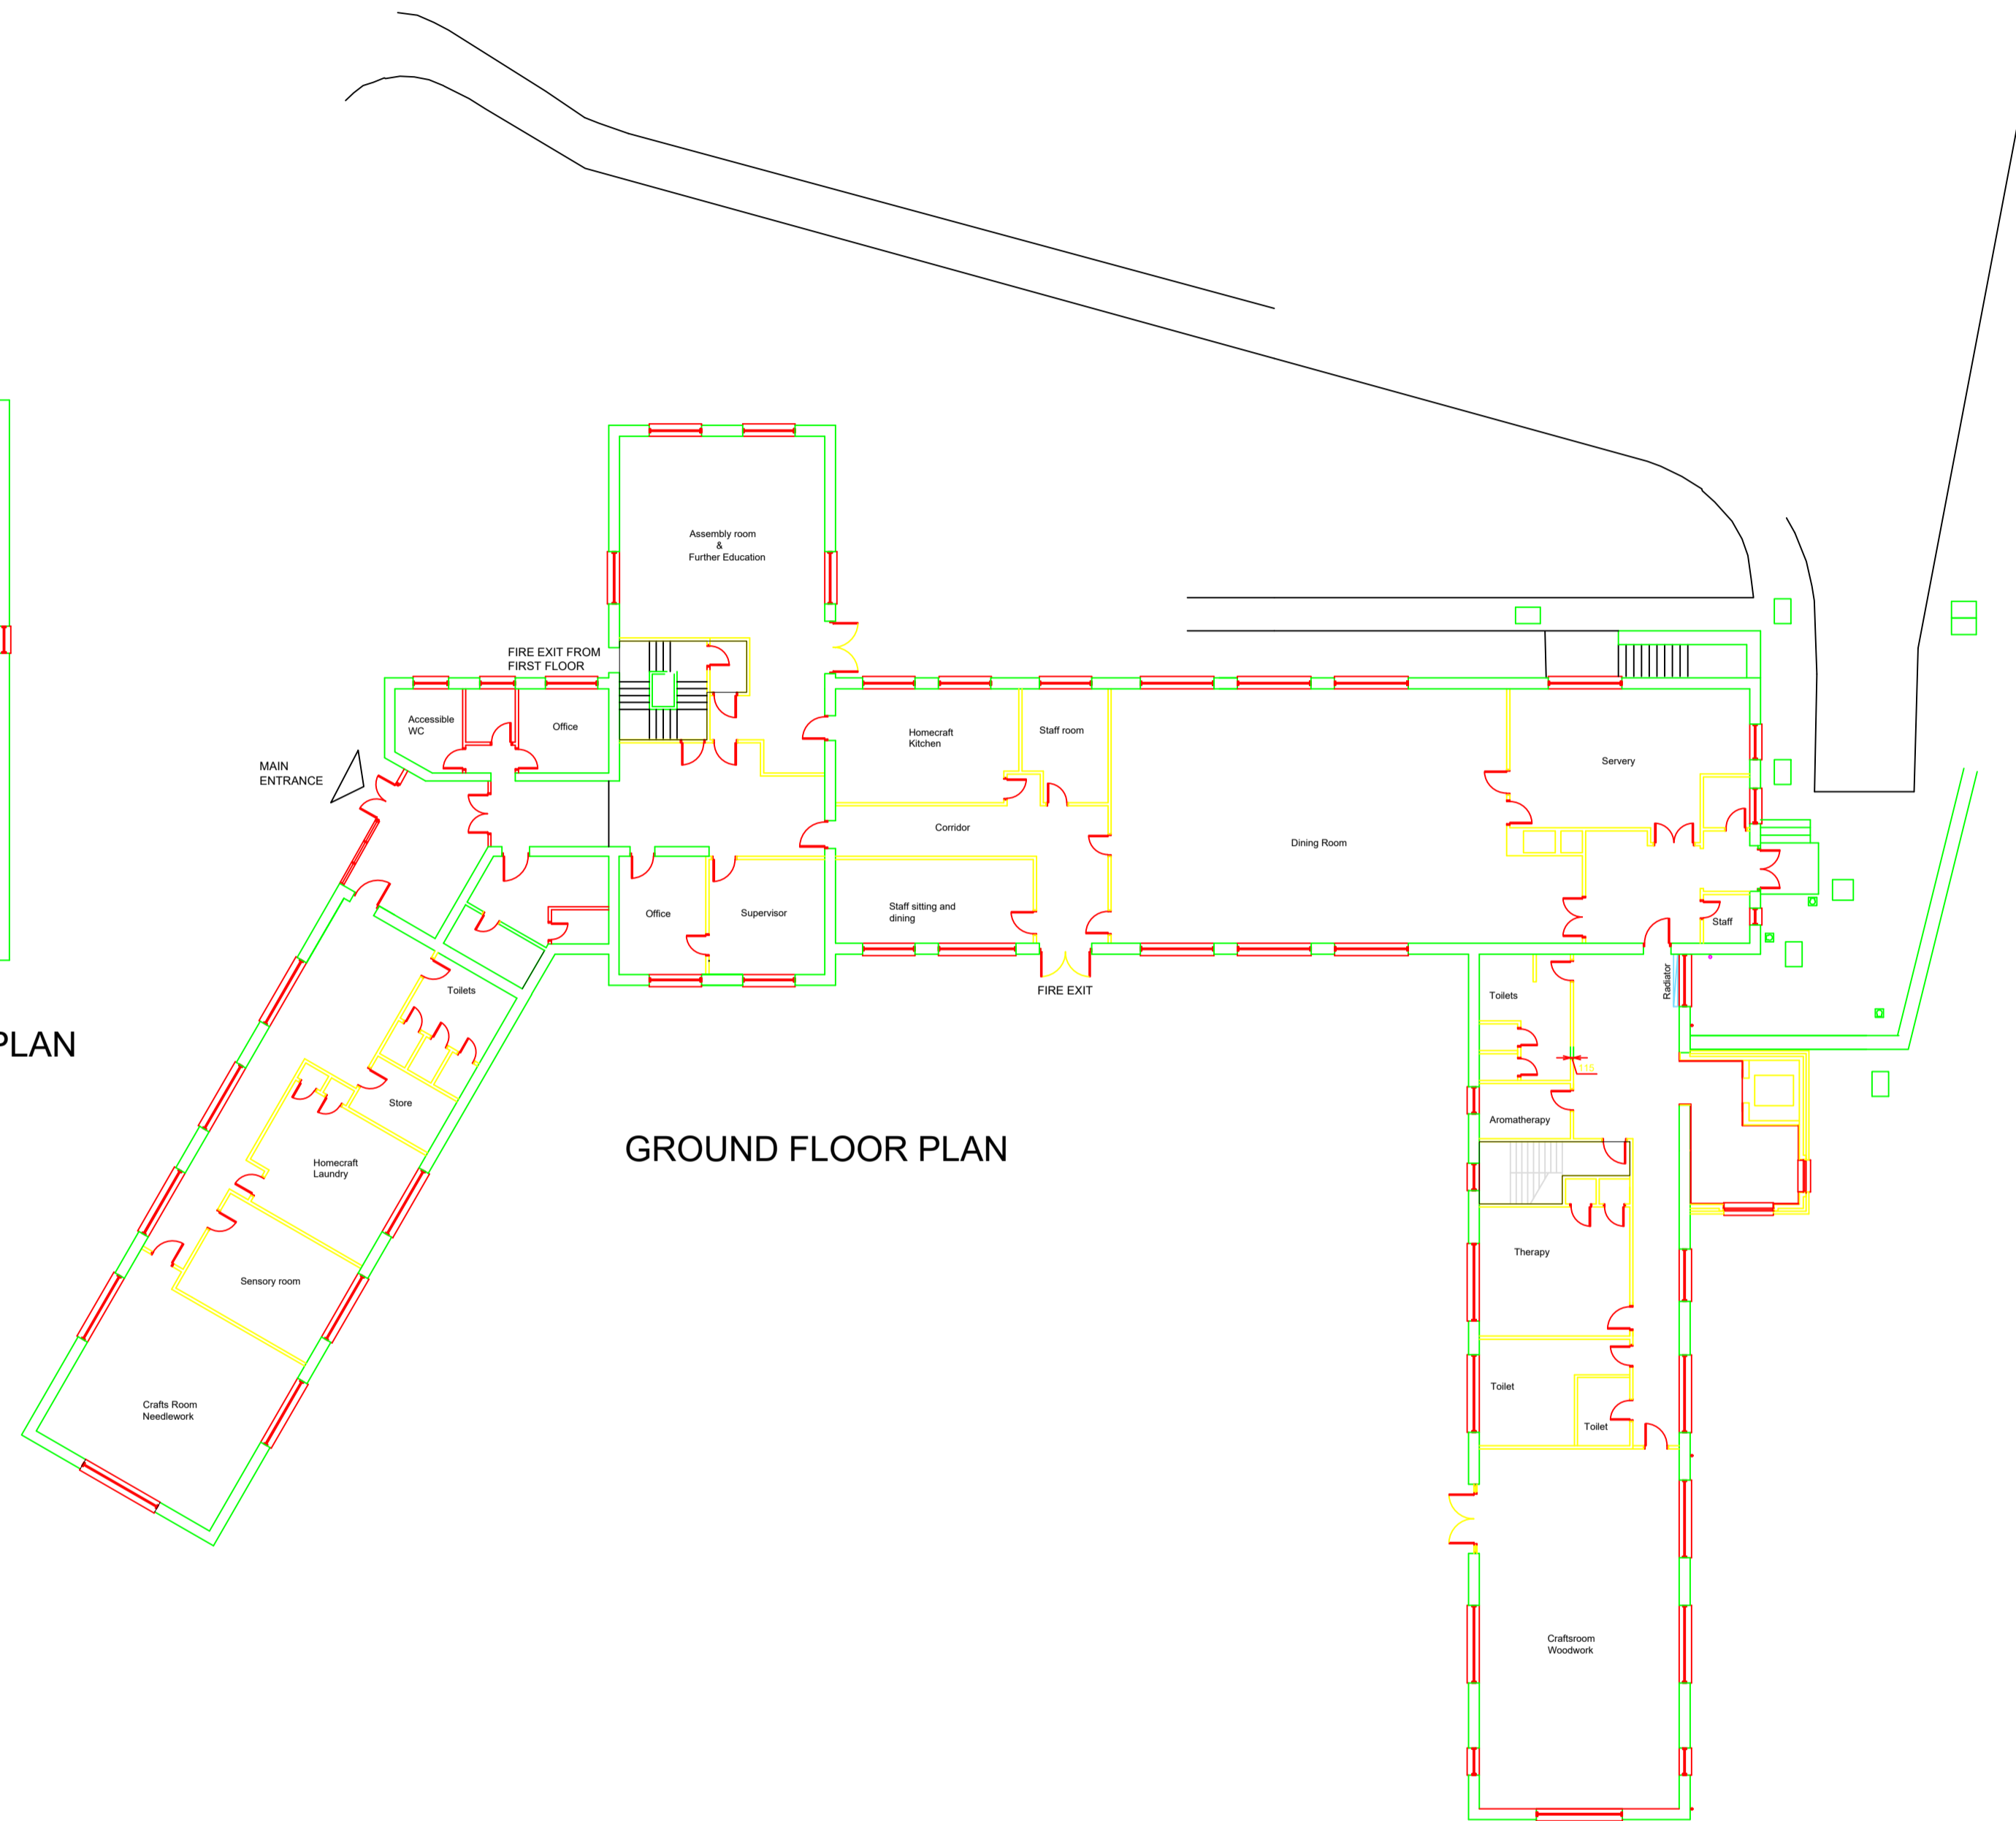 Assembly room
&
Further Education
FIRE EXIT FROM
FIRST FLOOR
Accessible
WC
Office
MAIN
ENTRANCE
Homecraft
Kitchen
Staff room
Servery
Corridor
Dining Room
Office
Supervisor
Staff sitting and
dining
Staff
FIRE EXIT
Radiator
Toilets
Toilets
PLAN
115
Store
Aromatherapy
GROUND FLOOR PLAN
Homecraft
Laundry
Sensory room
Therapy
Crafts Room
Needlework
Toilet
Toilet
Craftsroom
Woodwork